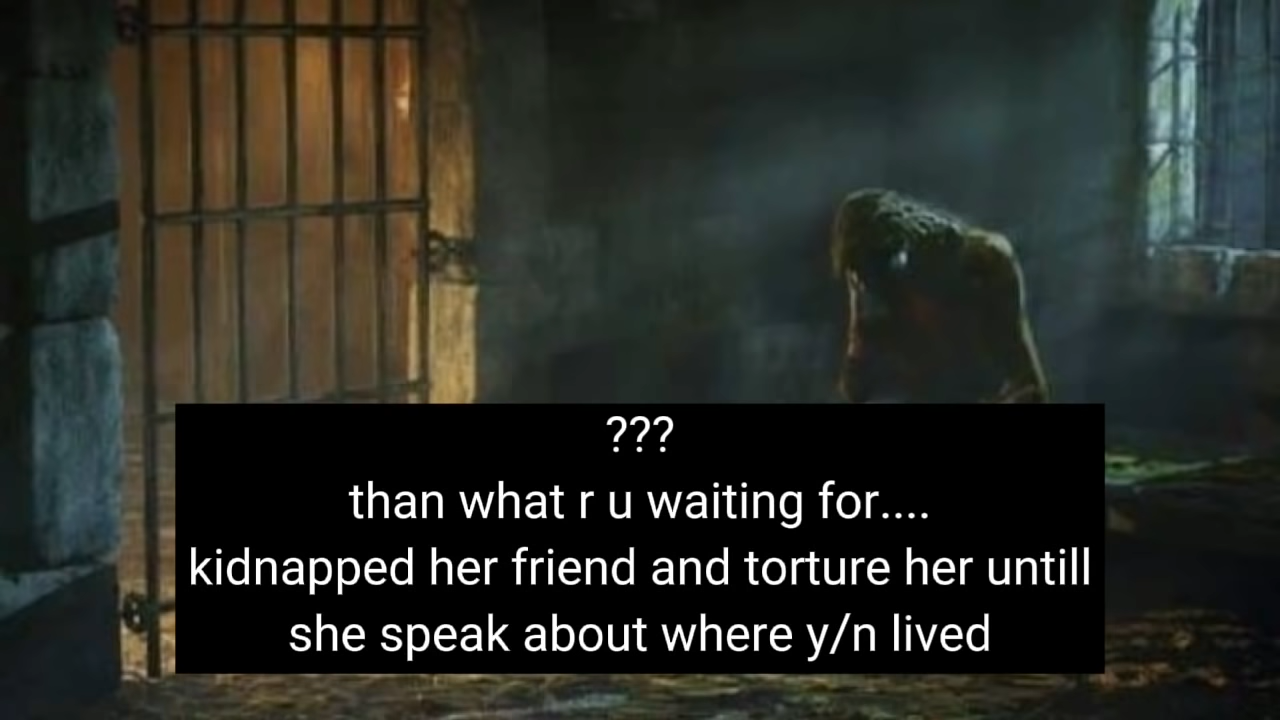 ???
than what r u waiting for....
kidnapped her friend and torture her untill
she speak about where y/n lived